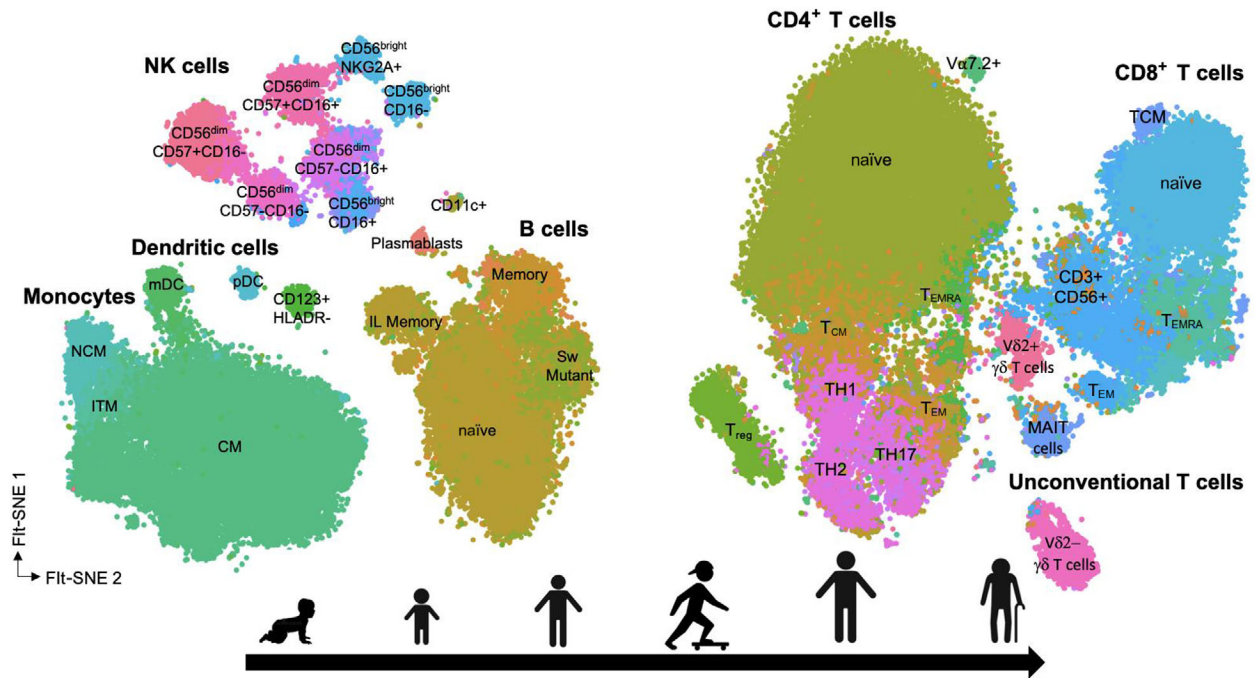 NK cells
CD56bright
NKG2A+
CD56dim
CD57+CD16+
CD56bright
CD16-
CD56dim
CD57+CD16-
CD56dim
CD57-CD16+
CD56dim
CD57-CD16-
CD56bright
CD16+
Dendritic cells
mDC
pDC
CD123+
HLADR-
Monocytes
NCM
ITM
CM
CD11c+
Plasmablasts
B cells
Memory
IL Memory
Sw
Mutant
naïve
CD4+ T cells
Vα7.2+
naïve
TEMRA
TCM
TH1
TEM
TH17
TH2
Treg
CD8+ T cells
TCM
naïve
CD3+
CD56+
TEMRA
Vδ2+
γδ T cells
TEM
MAIT
cells
Unconventional T cells
Vδ2–
γδ T cells
FIt-SNE 1
FIt-SNE 2